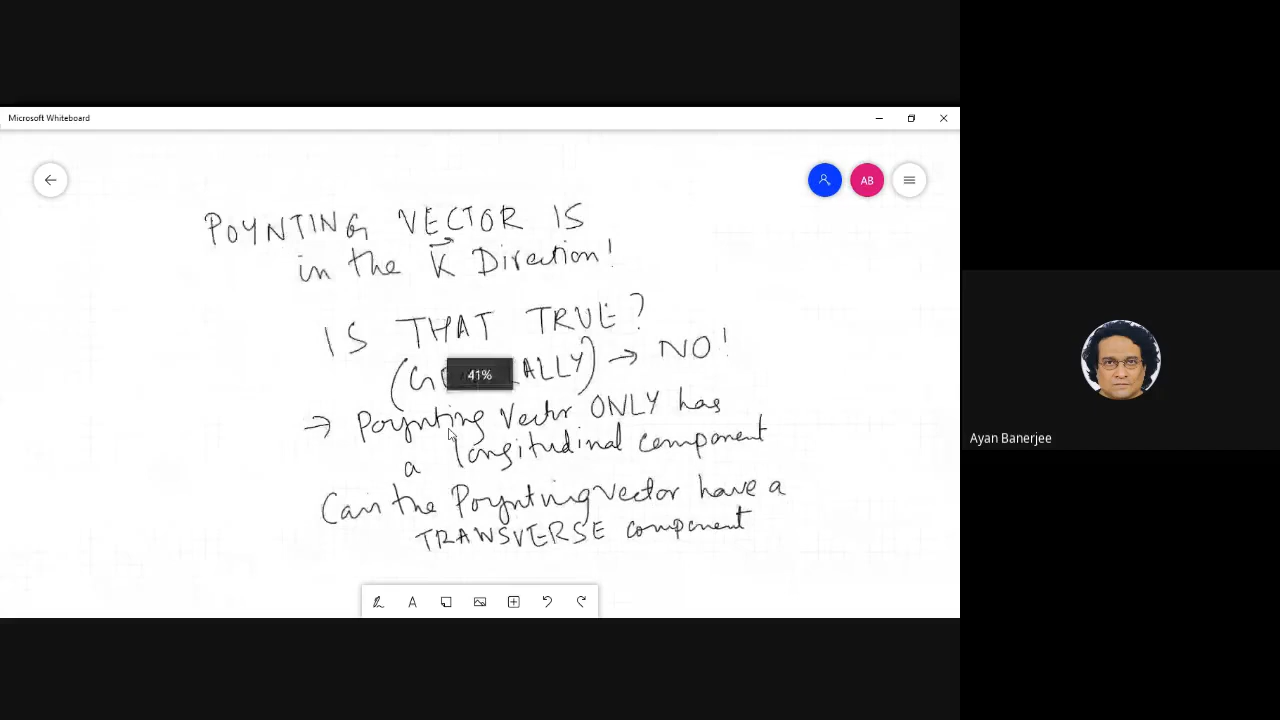 Microsoft Whiteboard
AB
POYNTING VECTOR IS
in the K Direction!
IS THAT TRUE?
→ NO!
41%
→ Poynting Vector ONLY has
a longitudinal component
Can the Poynting Vector have a
TRANSVERSE component
Ayan Banerjee